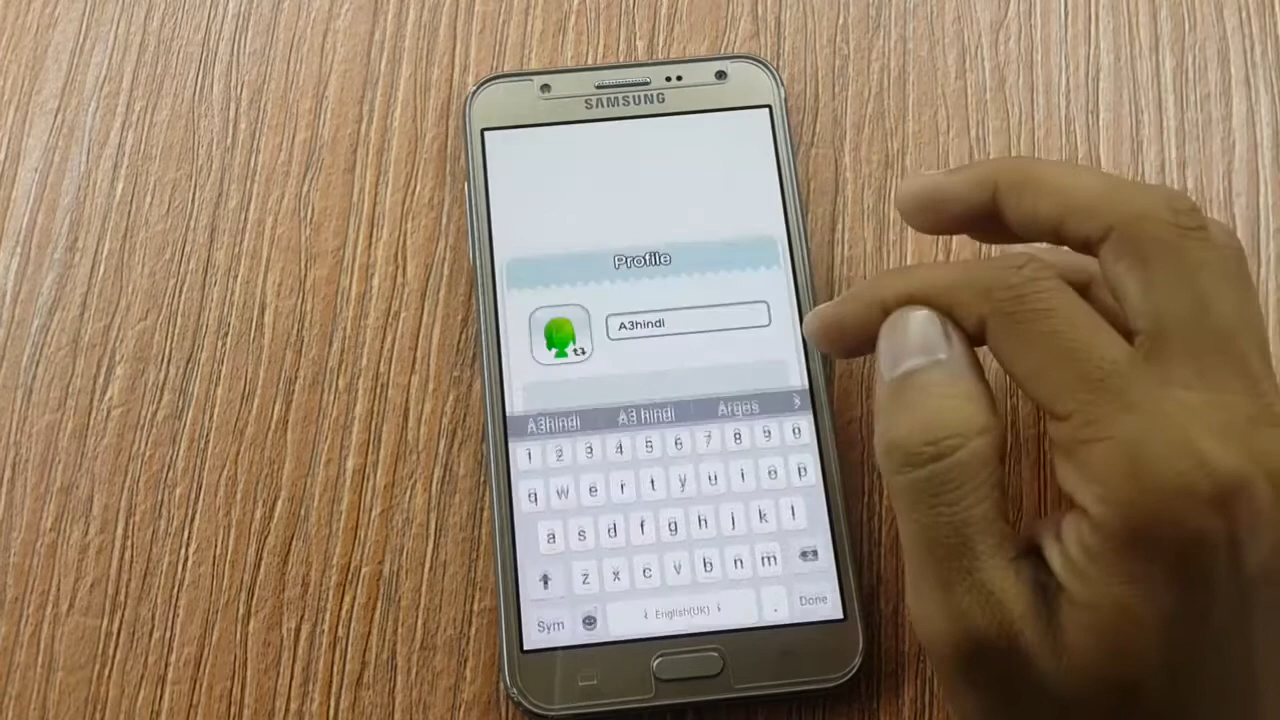 SAMSUNG
Profile
A3hindi
A3hindi A3 hindi Argos
1 2 3 4 5 6 7 8 9 0
q w e r t y u i o p
a s d f g h j k l
z x c v b n m
Sym English(UK) . Done